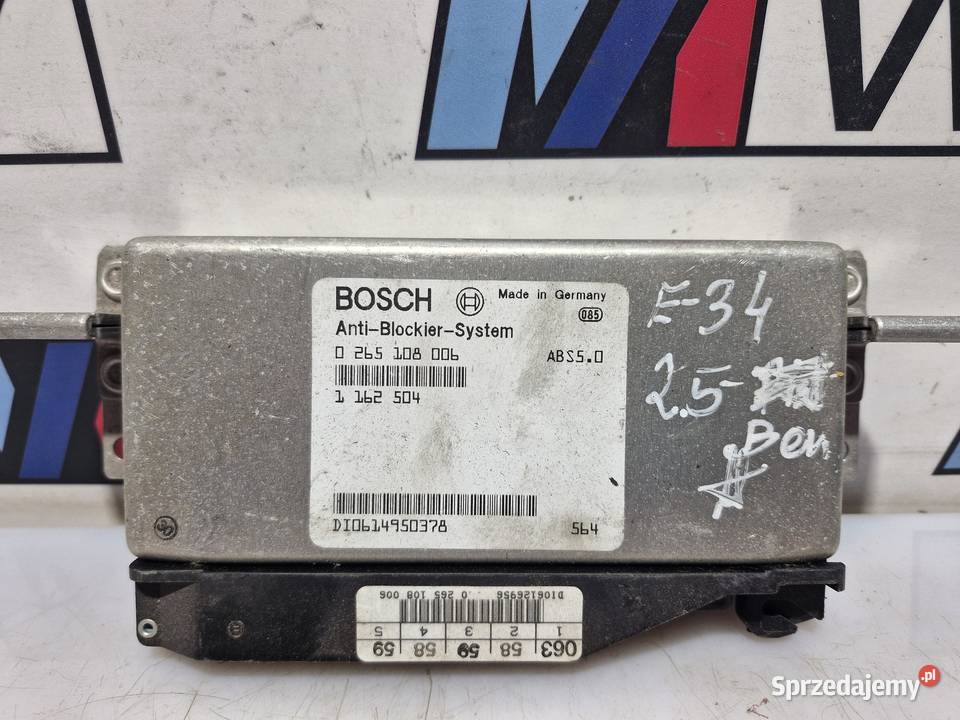 BOSCH
Made in Germany
085
Anti-Blockier-System
0 265 108 006
ABS5.0
1 162 504
DI0614950378
564
E-34
2.5-
Ben
DI06126956 0 265 108 006
1 2 3 4 5
063 58 59 58 59
Sprzedajemy.pl